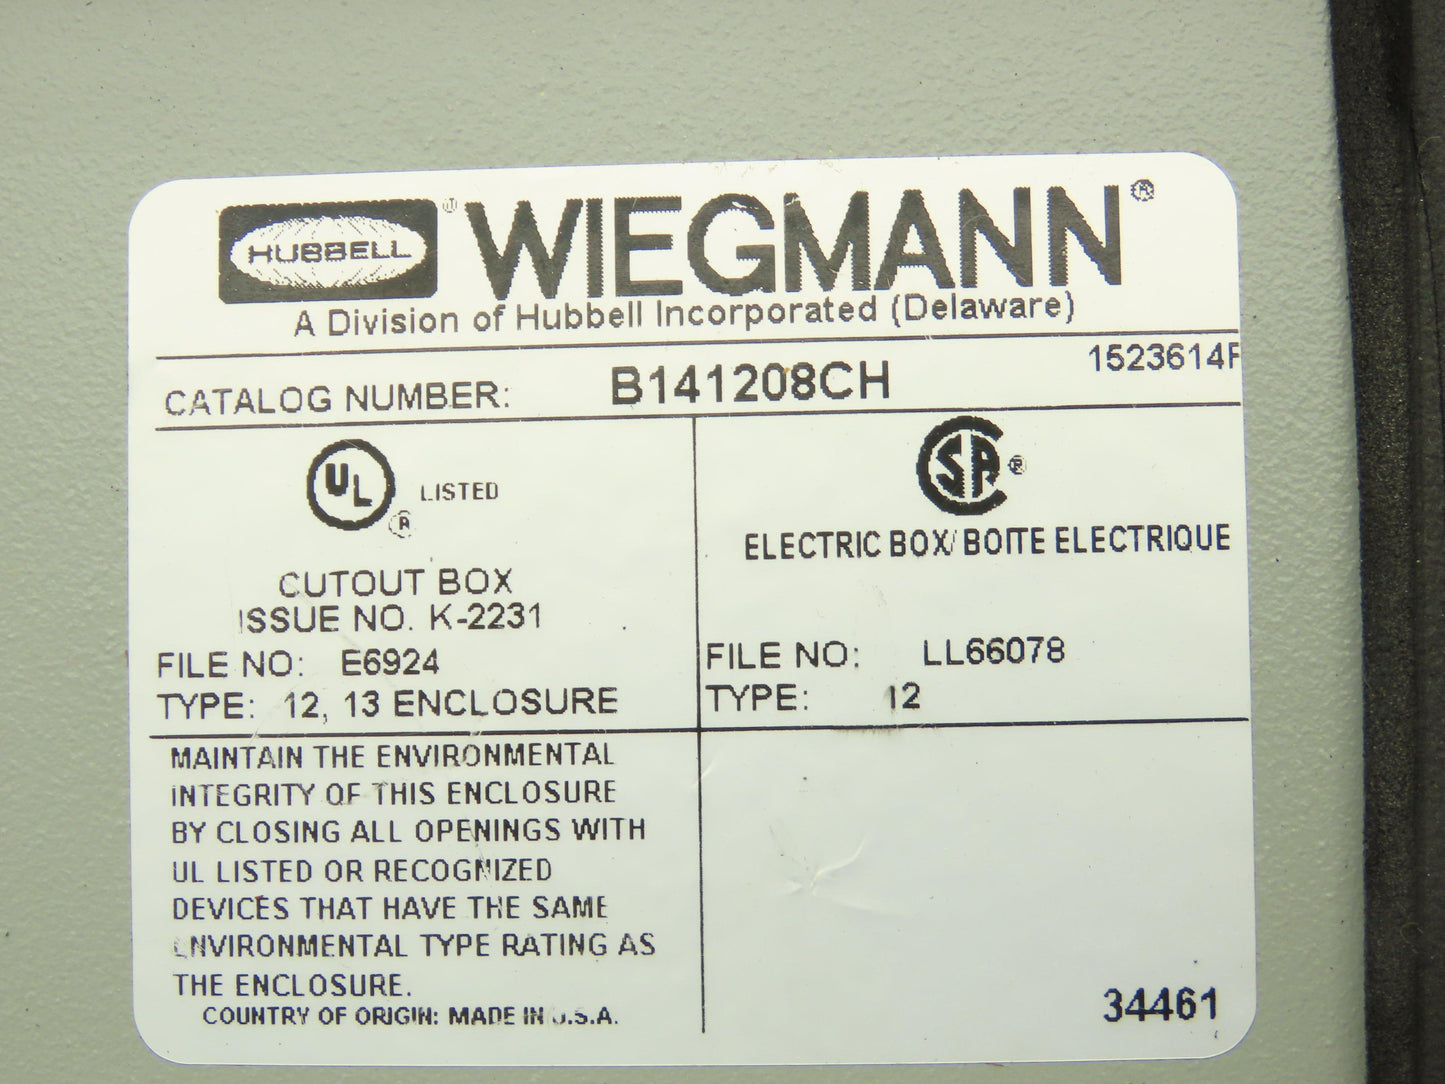 HUBBELL ® WIEGMANN ®
A Division of Hubbell Incorporated (Delaware)
1523614F
CATALOG NUMBER: B141208CH
UL ® LISTED
CUTOUT BOX
ISSUE NO. K-2231
FILE NO: E6924
TYPE: 12, 13 ENCLOSURE
SA ®
ELECTRIC BOX/BOITE ELECTRIQUE
FILE NO: LL66078
TYPE: 12
MAINTAIN THE ENVIRONMENTAL
INTEGRITY OF THIS ENCLOSURE
BY CLOSING ALL OPENINGS WITH
UL LISTED OR RECOGNIZED
DEVICES THAT HAVE THE SAME
ENVIRONMENTAL TYPE RATING AS
THE ENCLOSURE.
COUNTRY OF ORIGIN: MADE IN U.S.A.
34461